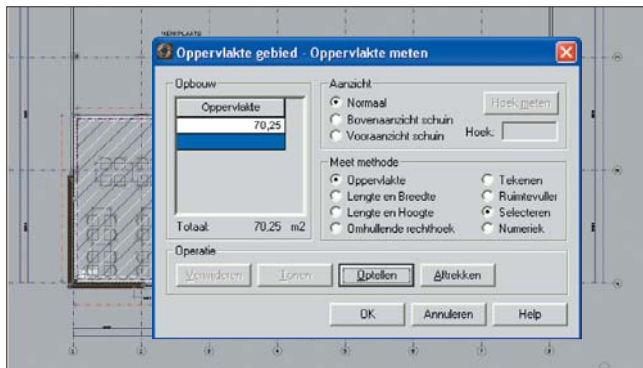 WERKPLAATS
Oppervlakte gebied - Oppervlakte meten
Opbouw
Oppervlakte
70,25
Totaal: 70,25 m2
Aanzicht
Normaal
Bovenaanzicht schuin
Vooraanzicht schuin
Hoek meten
Hoek:
Meet methode
Oppervlakte
Lengte en Breedte
Lengte en Hoogte
Omhullende rechthoek
Tekenen
Ruimtevuller
Selecteren
Numeriek
Operatie
Verwijderen Tonen Optellen Aftrekken
OK Annuleren Help